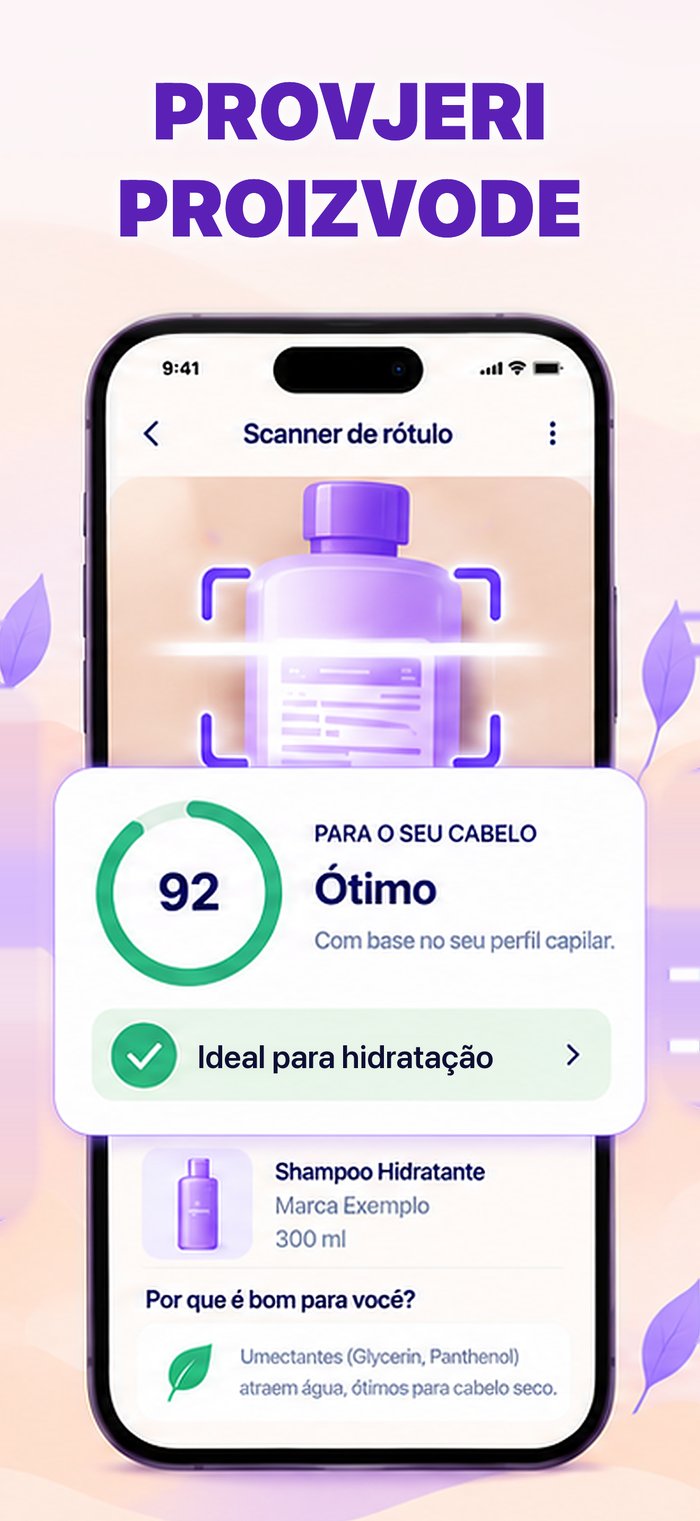 PROVJERI
PROIZVODE
9:41
Scanner de rótulo
92
PARA O SEU CABELO
Ótimo
Com base no seu perfil capilar.
Ideal para hidratação
Shampoo Hidratante
Marca Exemplo
300 ml
Por que é bom para você?
Umectantes (Glycerin, Panthenol)
atraem água, ótimos para cabelo seco.